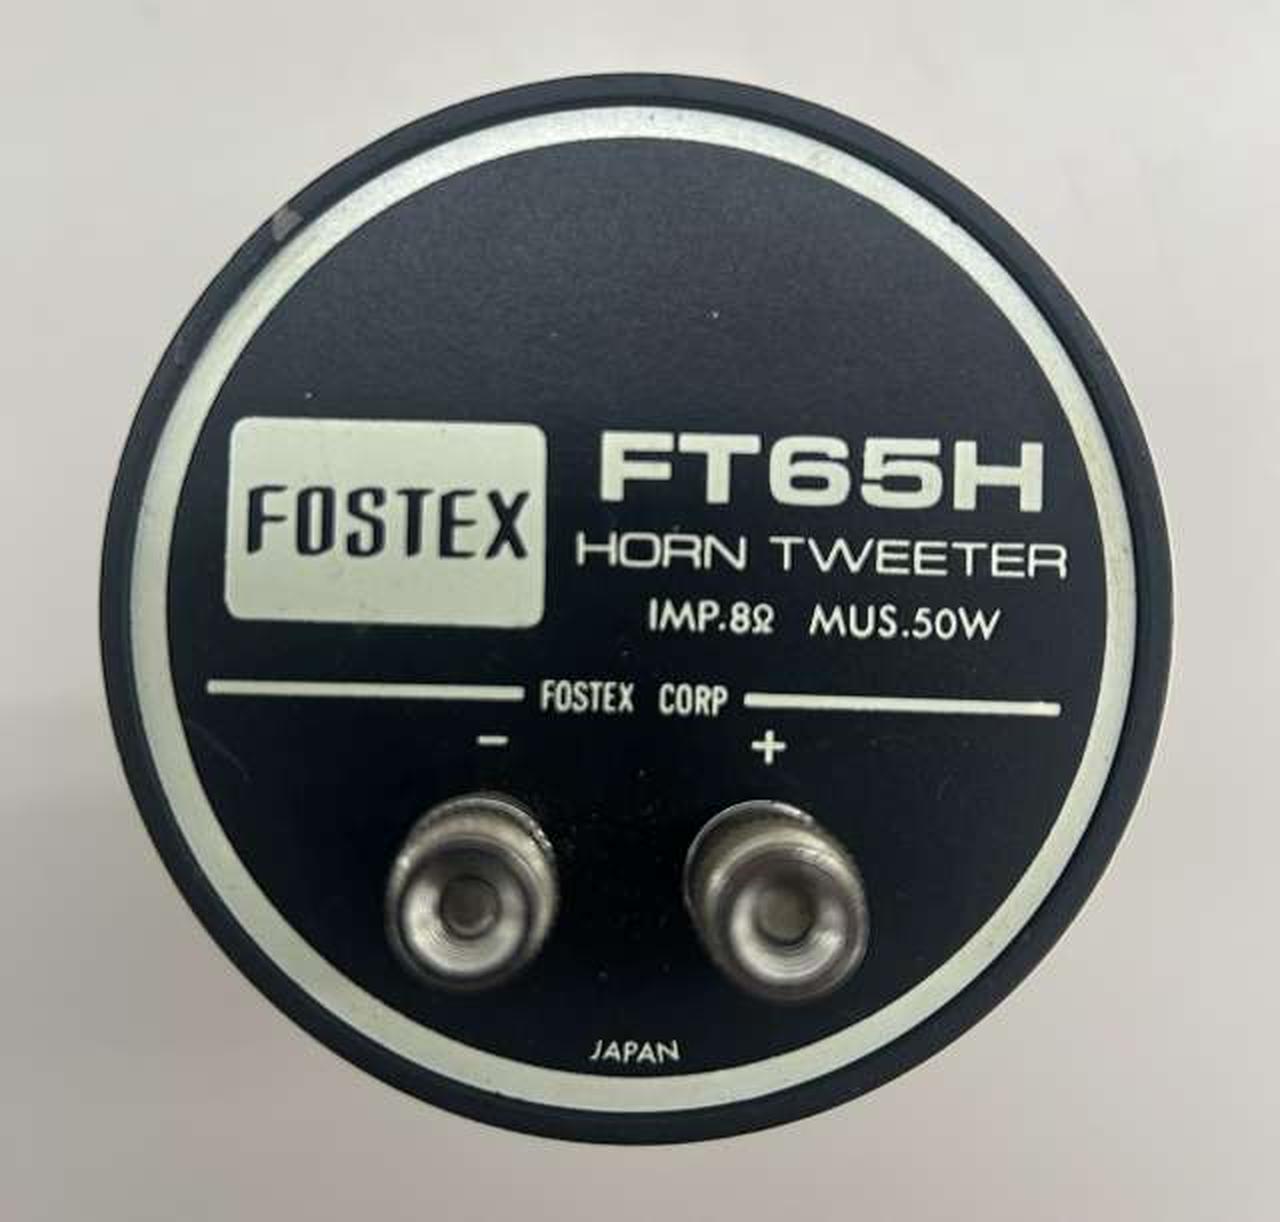 FOSTEX
FT65H
HORN TWEETER
IMP.8Ω MUS.50W
FOSTEX CORP
- +
JAPAN